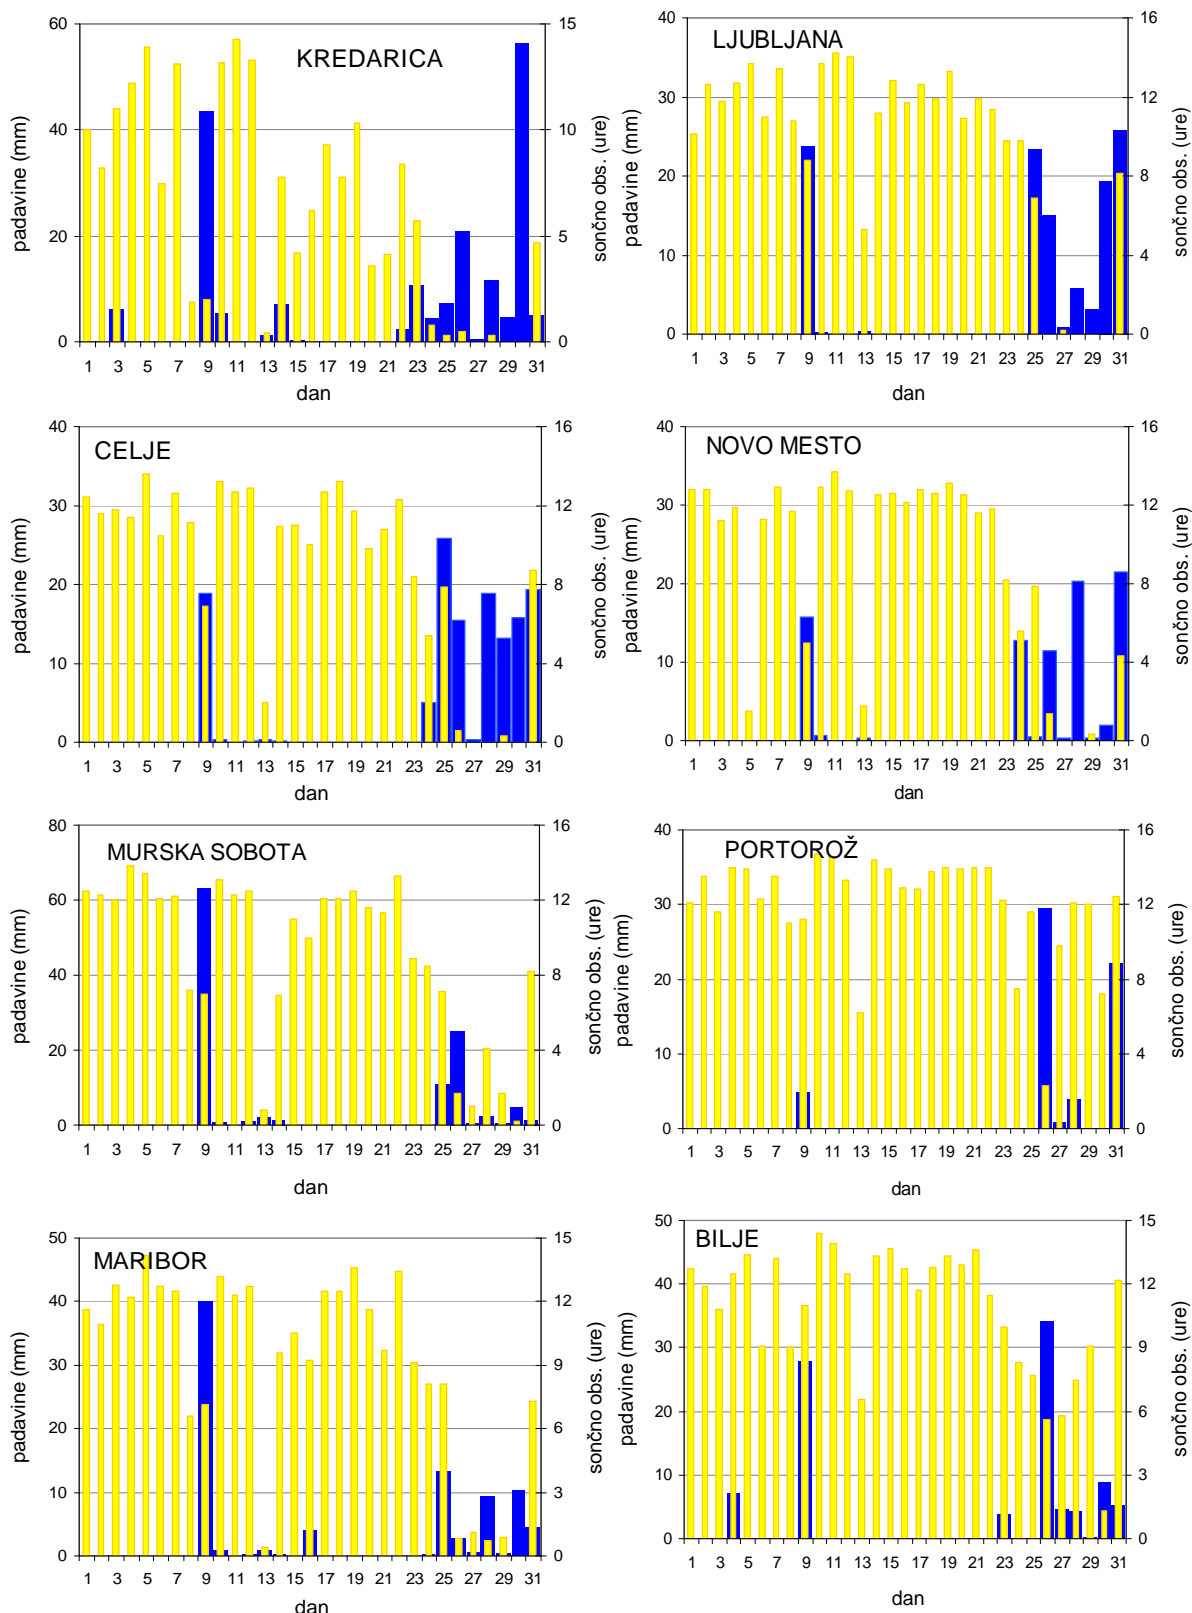 KREDARICA
padavine (mm)
60
40
20
0
15
10
5
0
sončno obs. (ure)
1 3 5 7 9 11 13 15 17 19 21 23 25 27 29 31
dan
LJUBLJANA
padavine (mm)
40
30
20
10
0
16
12
8
4
0
sončno obs. (ure)
1 3 5 7 9 11 13 15 17 19 21 23 25 27 29 31
dan
CELJE
padavine (mm)
40
30
20
10
0
16
12
8
4
0
sončno obs. (ure)
1 3 5 7 9 11 13 15 17 19 21 23 25 27 29 31
dan
NOVO MESTO
padavine (mm)
40
30
20
10
0
16
12
8
4
0
sončno obs. (ure)
1 3 5 7 9 11 13 15 17 19 21 23 25 27 29 31
dan
MURSKA SOBOTA
padavine (mm)
80
60
40
20
0
16
12
8
4
0
sončno obs. (ure)
1 3 5 7 9 11 13 15 17 19 21 23 25 27 29 31
dan
PORTOROŽ
padavine (mm)
40
30
20
10
0
16
12
8
4
0
sončno obs. (ure)
1 3 5 7 9 11 13 15 17 19 21 23 25 27 29 31
dan
MARIBOR
padavine (mm)
50
40
30
20
10
0
15
12
9
6
3
0
sončno obs. (ure)
1 3 5 7 9 11 13 15 17 19 21 23 25 27 29 31
dan
BILJE
padavine (mm)
50
40
30
20
10
0
15
12
9
6
3
0
sončno obs. (ure)
1 3 5 7 9 11 13 15 17 19 21 23 25 27 29 31
dan